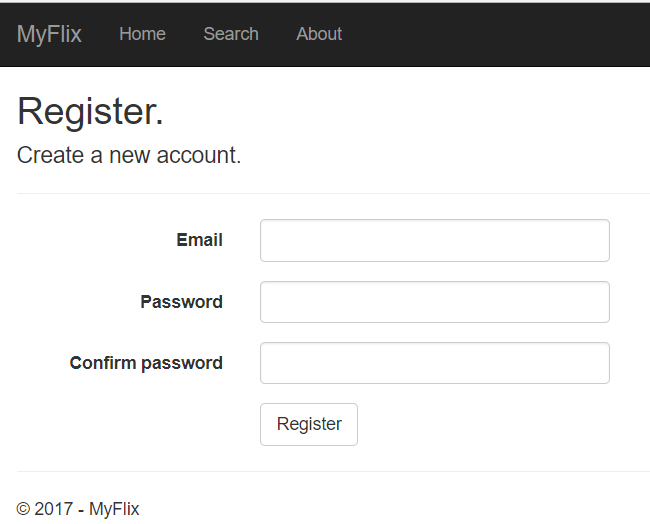 MyFlix Home Search About
Register.
Create a new account.
Email
Password
Confirm password
Register
© 2017 - MyFlix